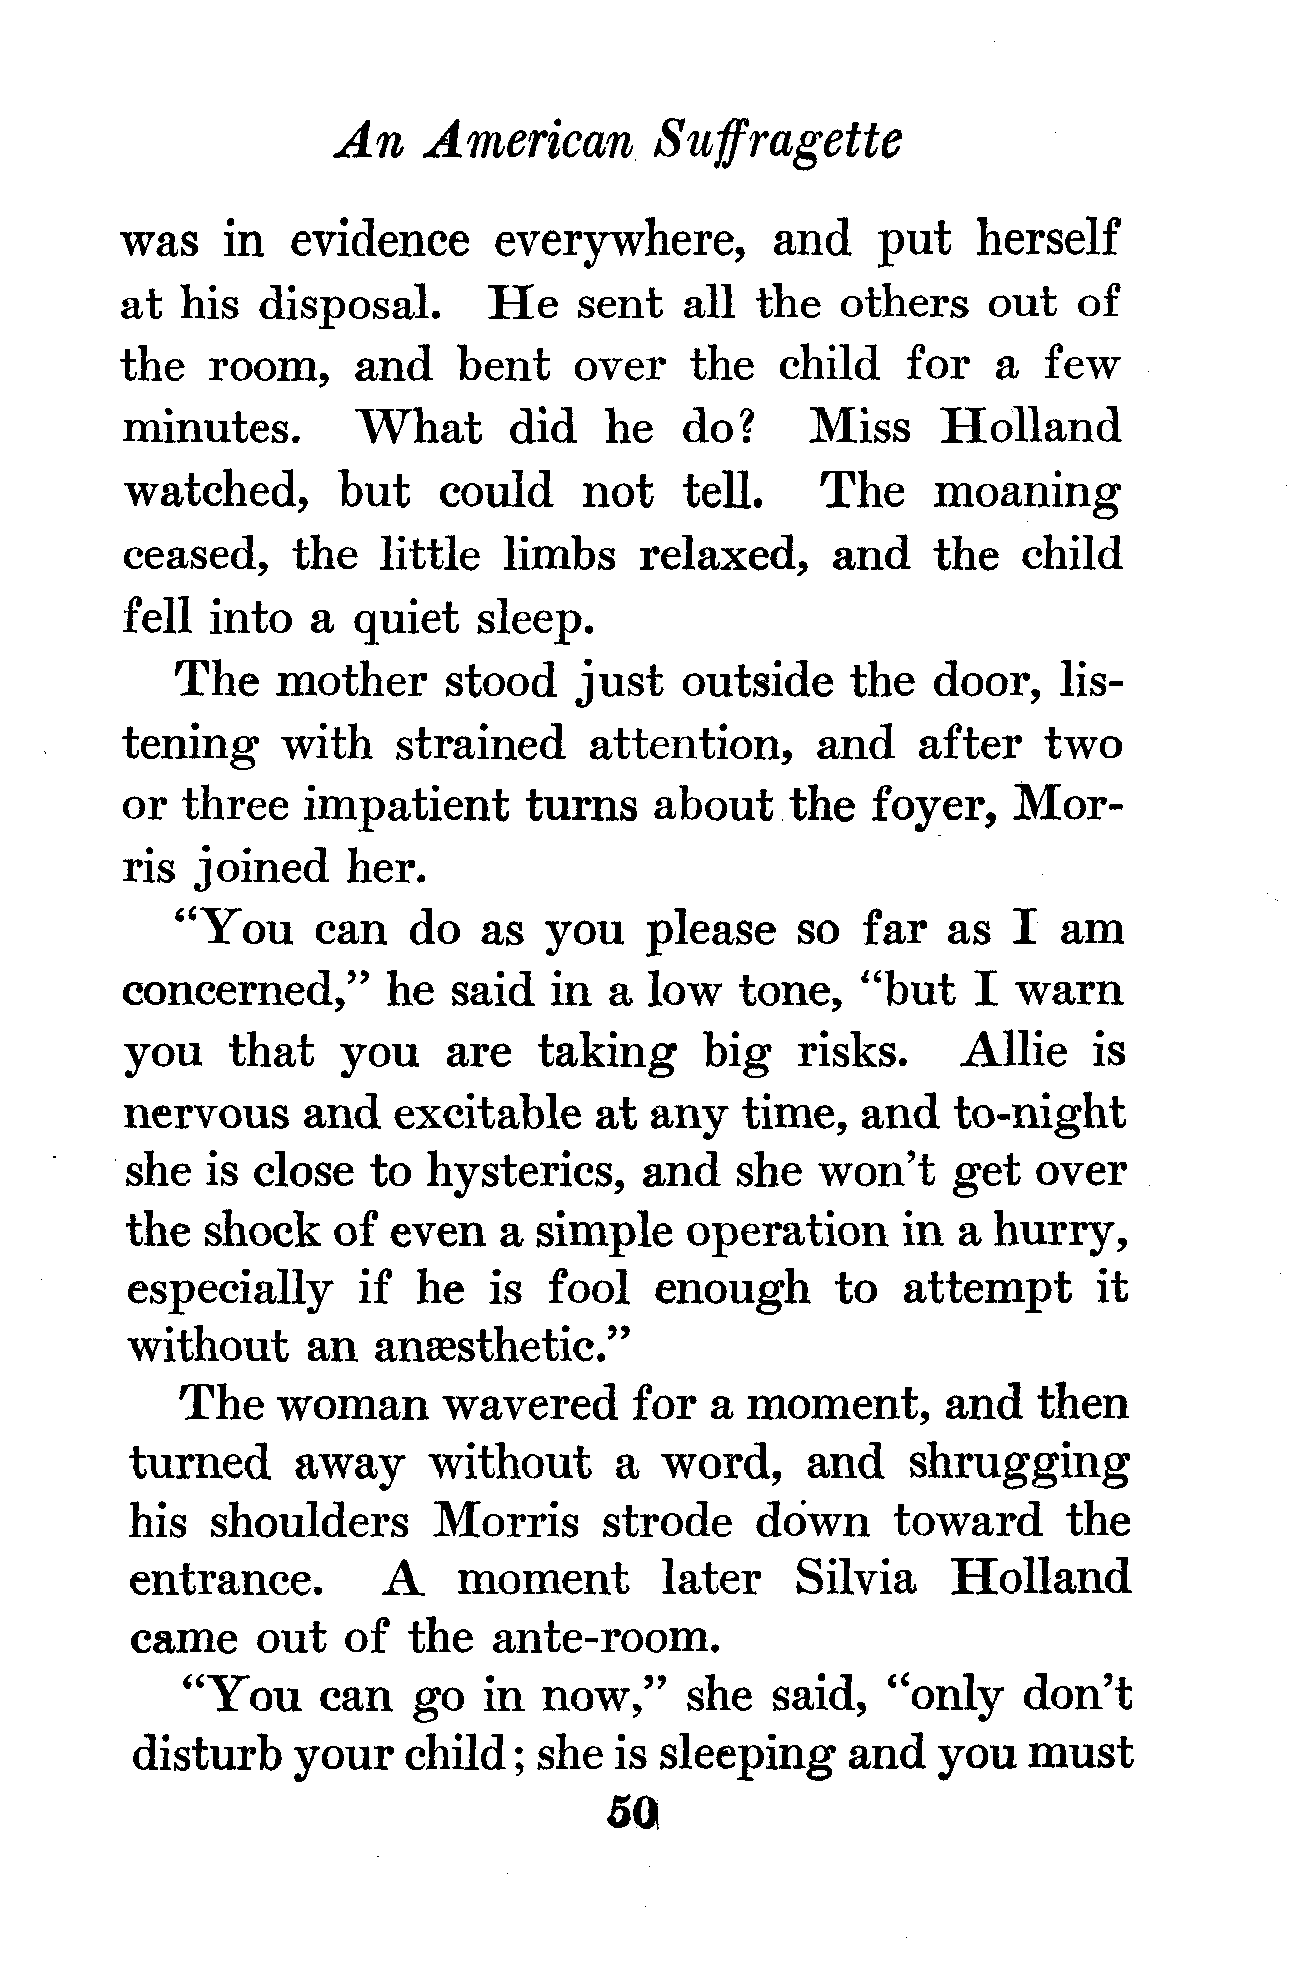 An American Suffragette
was in evidence everywhere, and put herself
at his disposal. He sent all the others out of
the room, and bent over the child for a few
minutes. What did he do? Miss Holland
watched, but could not tell. The moaning
ceased, the little limbs relaxed, and the child
fell into a quiet sleep.
The mother stood just outside the door, lis-
tening with strained attention, and after two
or three impatient turns about the foyer, Mor-
ris joined her.
“You can do as you please so far as I am
concerned,” he said in a low tone, “but I warn
you that you are taking big risks. Allie is
nervous and excitable at any time, and to-night
she is close to hysterics, and she won’t get over
the shock of even a simple operation in a hurry,
especially if he is fool enough to attempt it
without an anæsthetic.”
The woman wavered for a moment, and then
turned away without a word, and shrugging
his shoulders Morris strode down toward the
entrance. A moment later Silvia Holland
came out of the ante-room.
“You can go in now,” she said, “only don’t
disturb your child; she is sleeping and you must
50